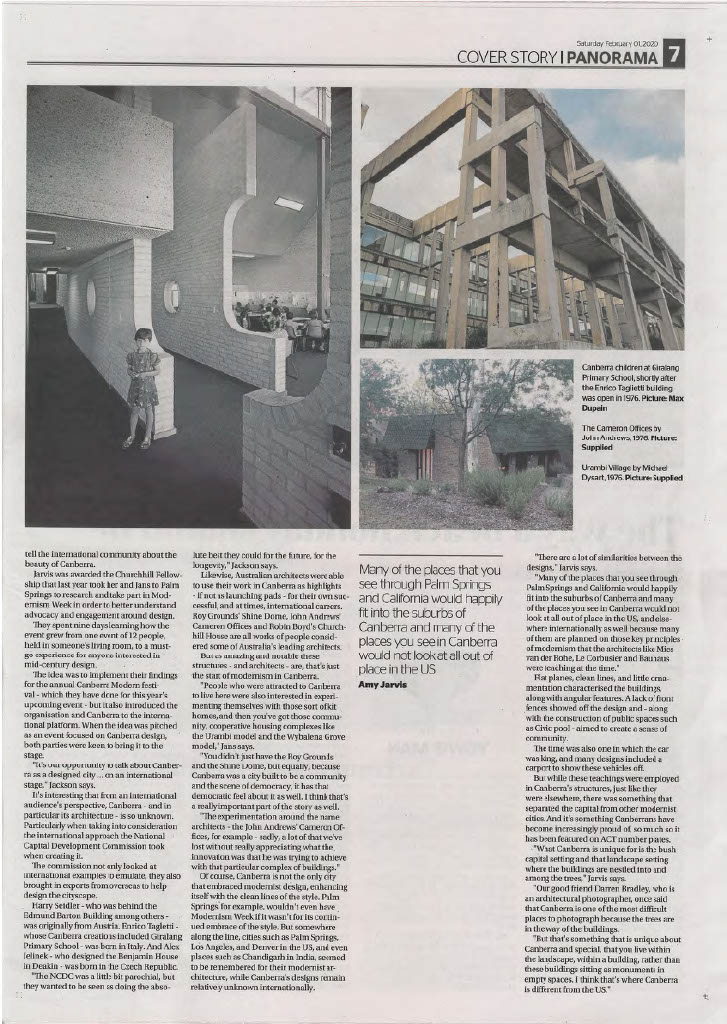 Saturday February 01, 2020
COVER STORY | PANORAMA 7
Canberra children at Giralang
Primary School, shortly after
the Enrico Taglietti building
was open in 1976. Picture: Max
Dupain
The Cameron Offices by
John Andrews, 1976. Picture:
Supplied
Urambi Village by Michael
Dysart, 1976. Picture: Supplied
tell the international community about the
beauty of Canberra.
Jarvis was awarded the Churchhill Fellow-
ship that last year took her and Jans to Palm
Springs to research and take part in Mod-
ernism Week in order to better understand
advocacy and engagement around design.
They spent nine days learning how the
event grew from one event of 12 people,
held in someone's living room, to a must-
go experience for anyone interested in
mid-century design.
The idea was to implement their findings
for the annual Canberra Modern festi-
val - which they have done for this year's
upcoming event - but it also introduced the
organisation and Canberra to the interna-
tional platform. When the idea was pitched
as an event focused on Canberra design,
both parties were keen to bring it to the
stage.
"It's our opportunity to talk about Canber-
ra as a designed city ... on an international
stage," Jackson says.
It's interesting that from an international
audience's perspective, Canberra - and in
particular its architecture - is so unknown.
Particularly when taking into consideration
the international approach the National
Capital Development Commission took
when creating it.
The commission not only looked at
international examples to emulate, they also
brought in experts from overseas to help
design the cityscape.
Harry Seidler - who was behind the
Edmund Barton Building among others -
was originally from Austria. Enrico Taglietti -
whose Canberra creations included Giralang
Primary School - was born in Italy. And Alex
Jelinek - who designed the Benjamin House
in Deakin - was born in the Czech Republic.
"The NCDC was a little bit parochial, but
they wanted to be seen as doing the abso-
lute best they could for the future, for the
longevity," Jackson says.
Likewise, Australian architects were able
to use their work in Canberra as highlights
- if not as launching pads - for their own suc-
cessful, and at times, international careers.
Roy Grounds' Shine Dome, John Andrews'
Cameron Offices and Robin Boyd's Church-
hill House are all works of people consid-
ered some of Australia's leading architects.
But as amazing and notable these
structures - and architects - are, that's just
the start of modernism in Canberra.
"People who were attracted to Canberra
to live here were also interested in experi-
menting themselves with those sort of kit
homes, and then you've got those commu-
nity, cooperative housing complexes like
the Urambi model and the Wybalena Grove
model," Jans says.
"You didn't just have the Roy Grounds
and the Shine Dome, but equally, because
Canberra was a city built to be a community
and the scene of democracy, it has that
democratic feel about it as well. I think that's
a really important part of the story as well.
"The experimentation around the name
architects - the John Andrews' Cameron Of-
fices, for example - sadly, a lot of that we've
lost without really appreciating what the
innovation was that he was trying to achieve
with that particular complex of buildings."
Of course, Canberra is not the only city
that embraced modernist design, enhancing
itself with the clean lines of the style. Palm
Springs for example, wouldn't even have
Modernism Week if it wasn't for its contin-
ued embrace of the style. But somewhere
along the line, cities such as Palm Springs,
Los Angeles, and Denver in the US, and even
places such as Chandigarh in India, seemed
to be remembered for their modernist ar-
chitecture, while Canberra's designs remain
relatively unknown internationally.
Many of the places that you
see through Palm Springs
and California would happily
fit into the suburbs of
Canberra and many of the
places you see in Canberra
would not look at all out of
place in the US
Amy Jarvis
"There are a lot of similarities between the
designs," Jarvis says.
"Many of the places that you see through
Palm Springs and California would happily
fit into the suburbs of Canberra and many
of the places you see in Canberra would not
look at all out of place in the US, and else-
where internationally as well because many
of them are planned on those key principles
of modernism that the architects like Mies
van der Rohe, Le Corbusier and Bauhaus
were teaching at the time."
Flat planes, clean lines, and little orna-
mentation characterised the buildings,
along with angular features. A lack of front
fences showed off the design and - along
with the construction of public spaces such
as Civic pool - aimed to create a sense of
community.
The time was also one in which the car
was king, and many designs included a
carport to show these vehicles off.
But while these teachings were employed
in Canberra's structures, just like they
were elsewhere, there was something that
separated the capital from other modernist
cities. And it's something Canberrans have
become increasingly proud of, so much so it
has been featured on ACT number plates.
"What Canberra is unique for is the bush
capital setting and that landscape setting
where the buildings are nestled into and
among the trees," Jarvis says.
"Our good friend Darren Bradley, who is
an architectural photographer, once said
that Canberra is one of the most difficult
places to photograph because the trees are
in the way of the buildings.
"But that's something that is unique about
Canberra and special, that you live within
the landscape, within a building, rather than
these buildings sitting as monuments in
empty spaces. I think that's where Canberra
is different from the US."